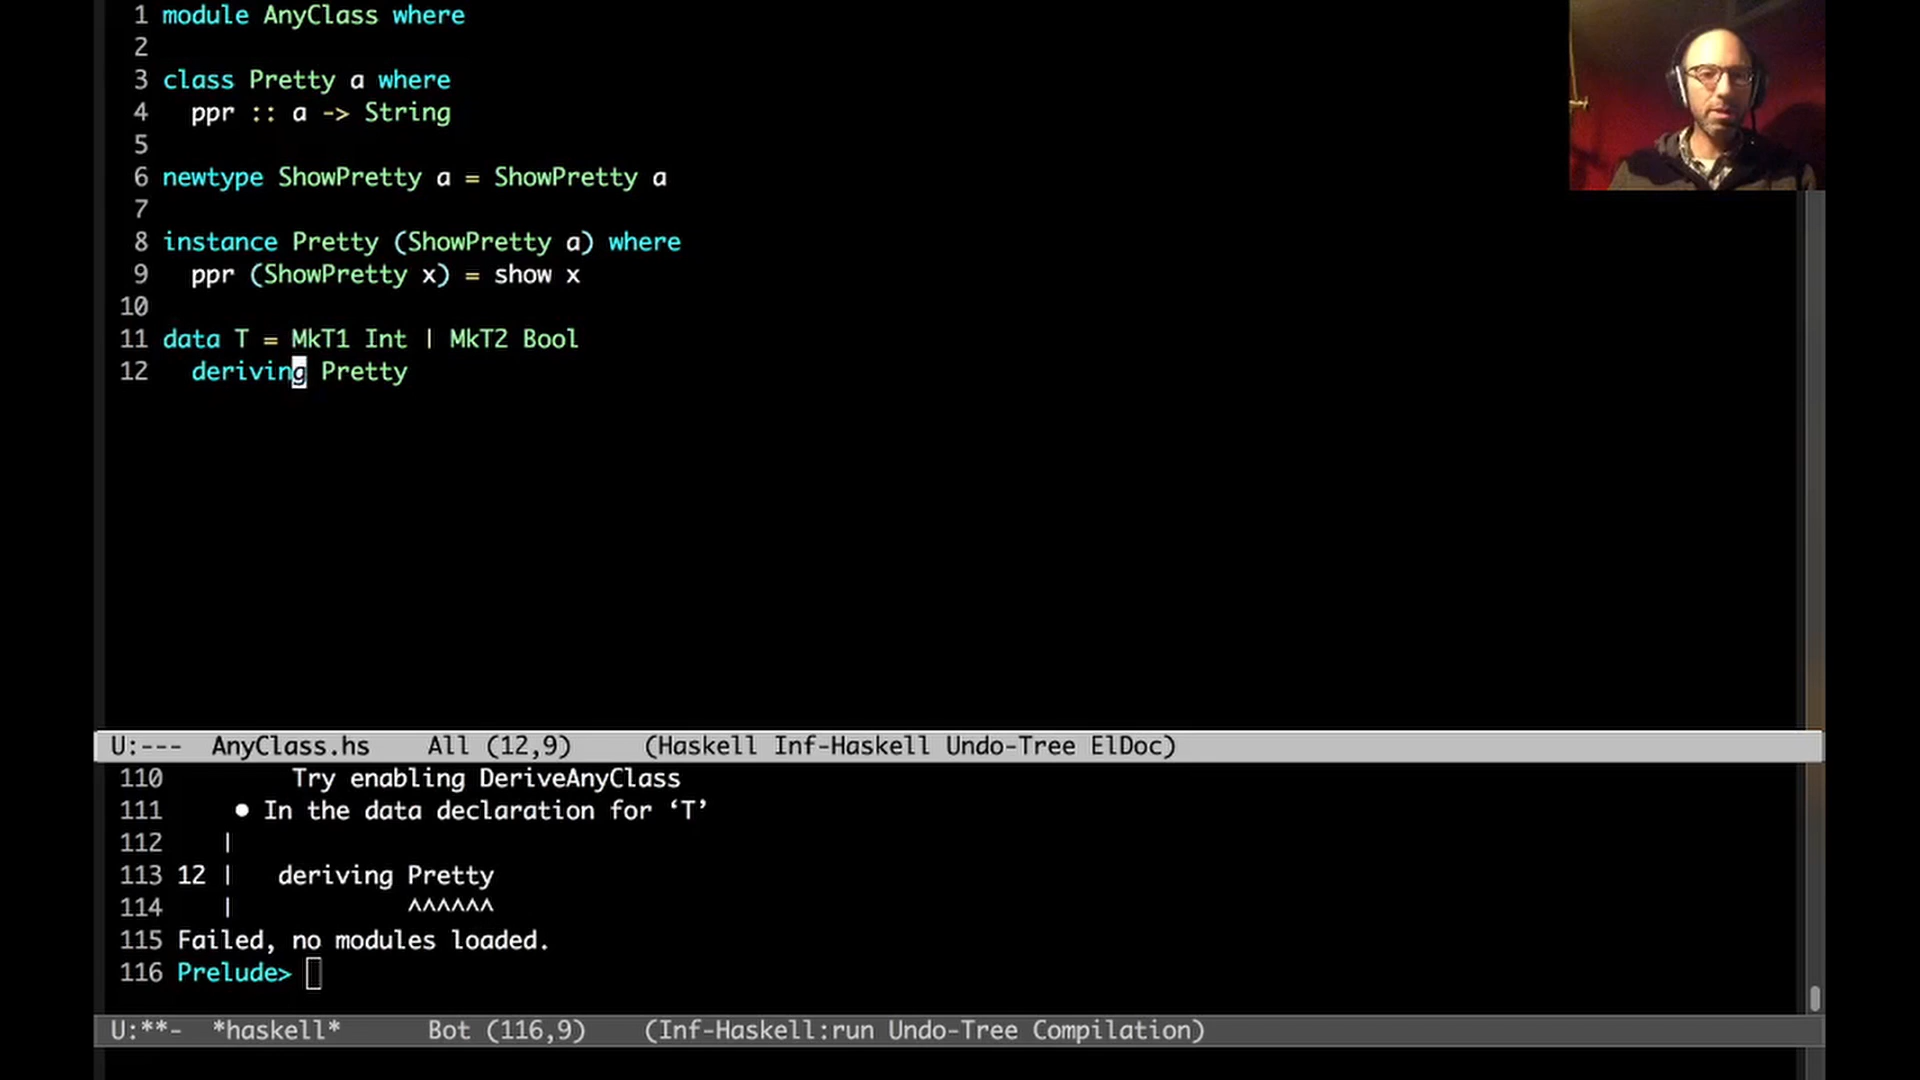 1 module AnyClass where
2
3 class Pretty a where
4   ppr :: a -> String
5
6 newtype ShowPretty a = ShowPretty a
7
8 instance Pretty (ShowPretty a) where
9   ppr (ShowPretty x) = show x
10
11 data T = MkT1 Int | MkT2 Bool
12   deriving Pretty
U:--- AnyClass.hs All (12,9) (Haskell Inf-Haskell Undo-Tree ElDoc)
110 Try enabling DeriveAnyClass
111 • In the data declaration for ‘T’
112 |
113 12 |   deriving Pretty
114 |            ^^^^^^
115 Failed, no modules loaded.
116 Prelude>
U:**- *haskell* Bot (116,9) (Inf-Haskell:run Undo-Tree Compilation)